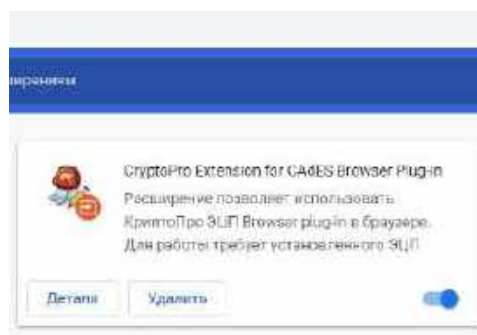 CryptoPro Extension for CAdES Browser Plug-in
Расширение позволяет использовать
КриптоПро ЭЦП Browser plug-in в браузере.
Для работы требует установленного ЭЦП
Детали
Удалить